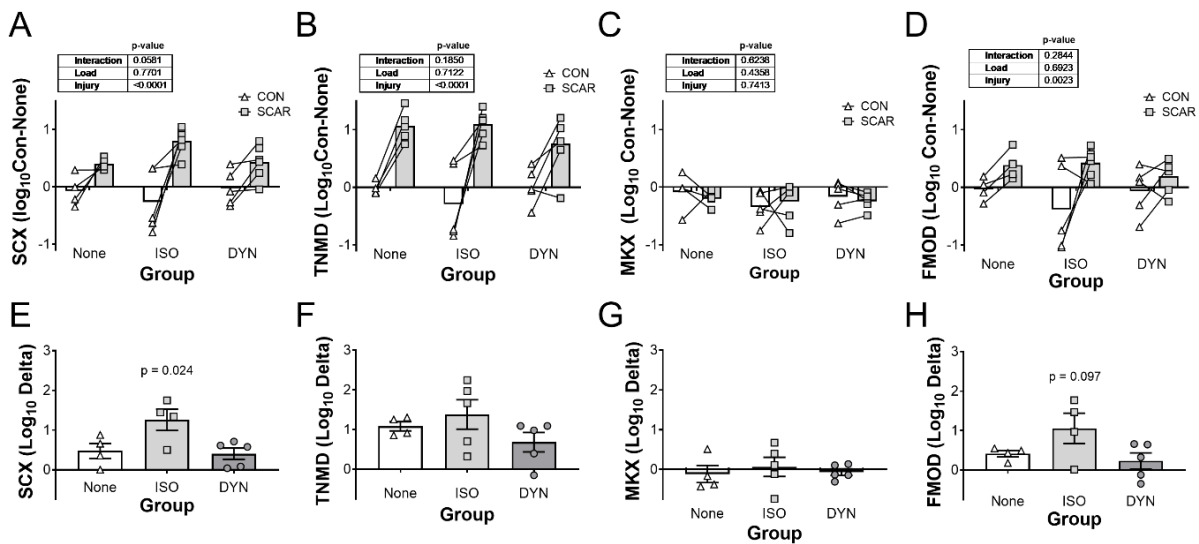 A
p-value
Interaction 0.0581
Load 0.7701
Injury <0.0001
CON
SCAR
SCX (log10 Con-None)
1
0
-1
None ISO DYN
Group
B
p-value
Interaction 0.1850
Load 0.7122
Injury <0.0001
CON
SCAR
TNMD (Log10Con-None)
1
0
-1
None ISO DYN
Group
C
p-value
Interaction 0.6238
Load 0.4358
Injury 0.7413
CON
SCAR
MKX (Log10 Con-None)
1
0
-1
None ISO DYN
Group
D
p-value
Interaction 0.2844
Load 0.6923
Injury 0.0023
CON
SCAR
FMOD (Log10 Con-None)
1
0
-1
None ISO DYN
Group
E
SCX (Log10 Delta)
3
2
1
0
p = 0.024
None ISO DYN
Group
F
TNMD (Log10 Delta)
3
2
1
0
None ISO DYN
Group
G
MKX (Log10 Delta)
3
2
1
0
None ISO DYN
Group
H
FMOD (Log10 Delta)
3
2
1
0
p = 0.097
None ISO DYN
Group